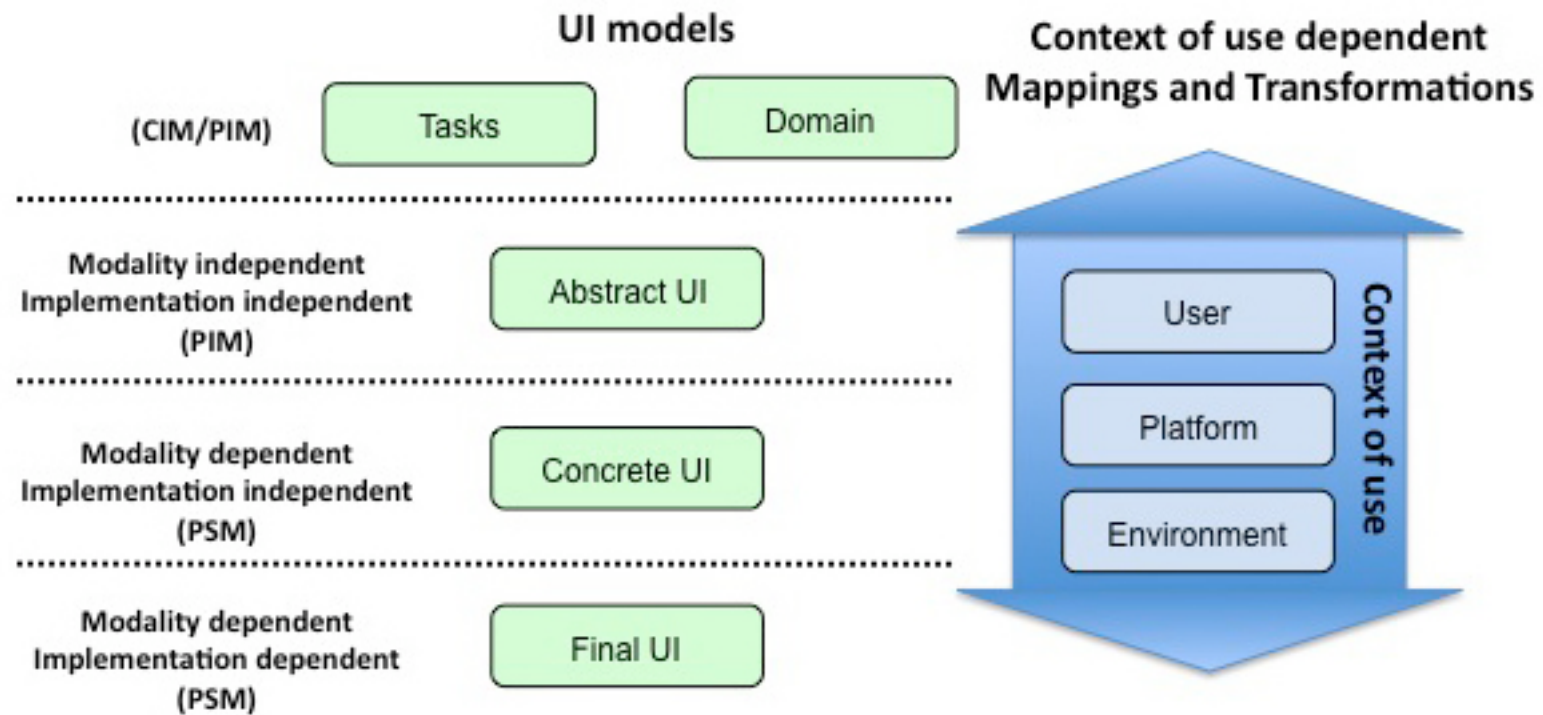 UI models
Context of use dependent
Mappings and Transformations
(CIM/PIM)
Tasks
Domain
Modality independent
Implementation independent
(PIM)
Abstract UI
Modality dependent
Implementation independent
(PSM)
Concrete UI
Modality dependent
Implementation dependent
(PSM)
Final UI
User
Platform
Environment
Context of use